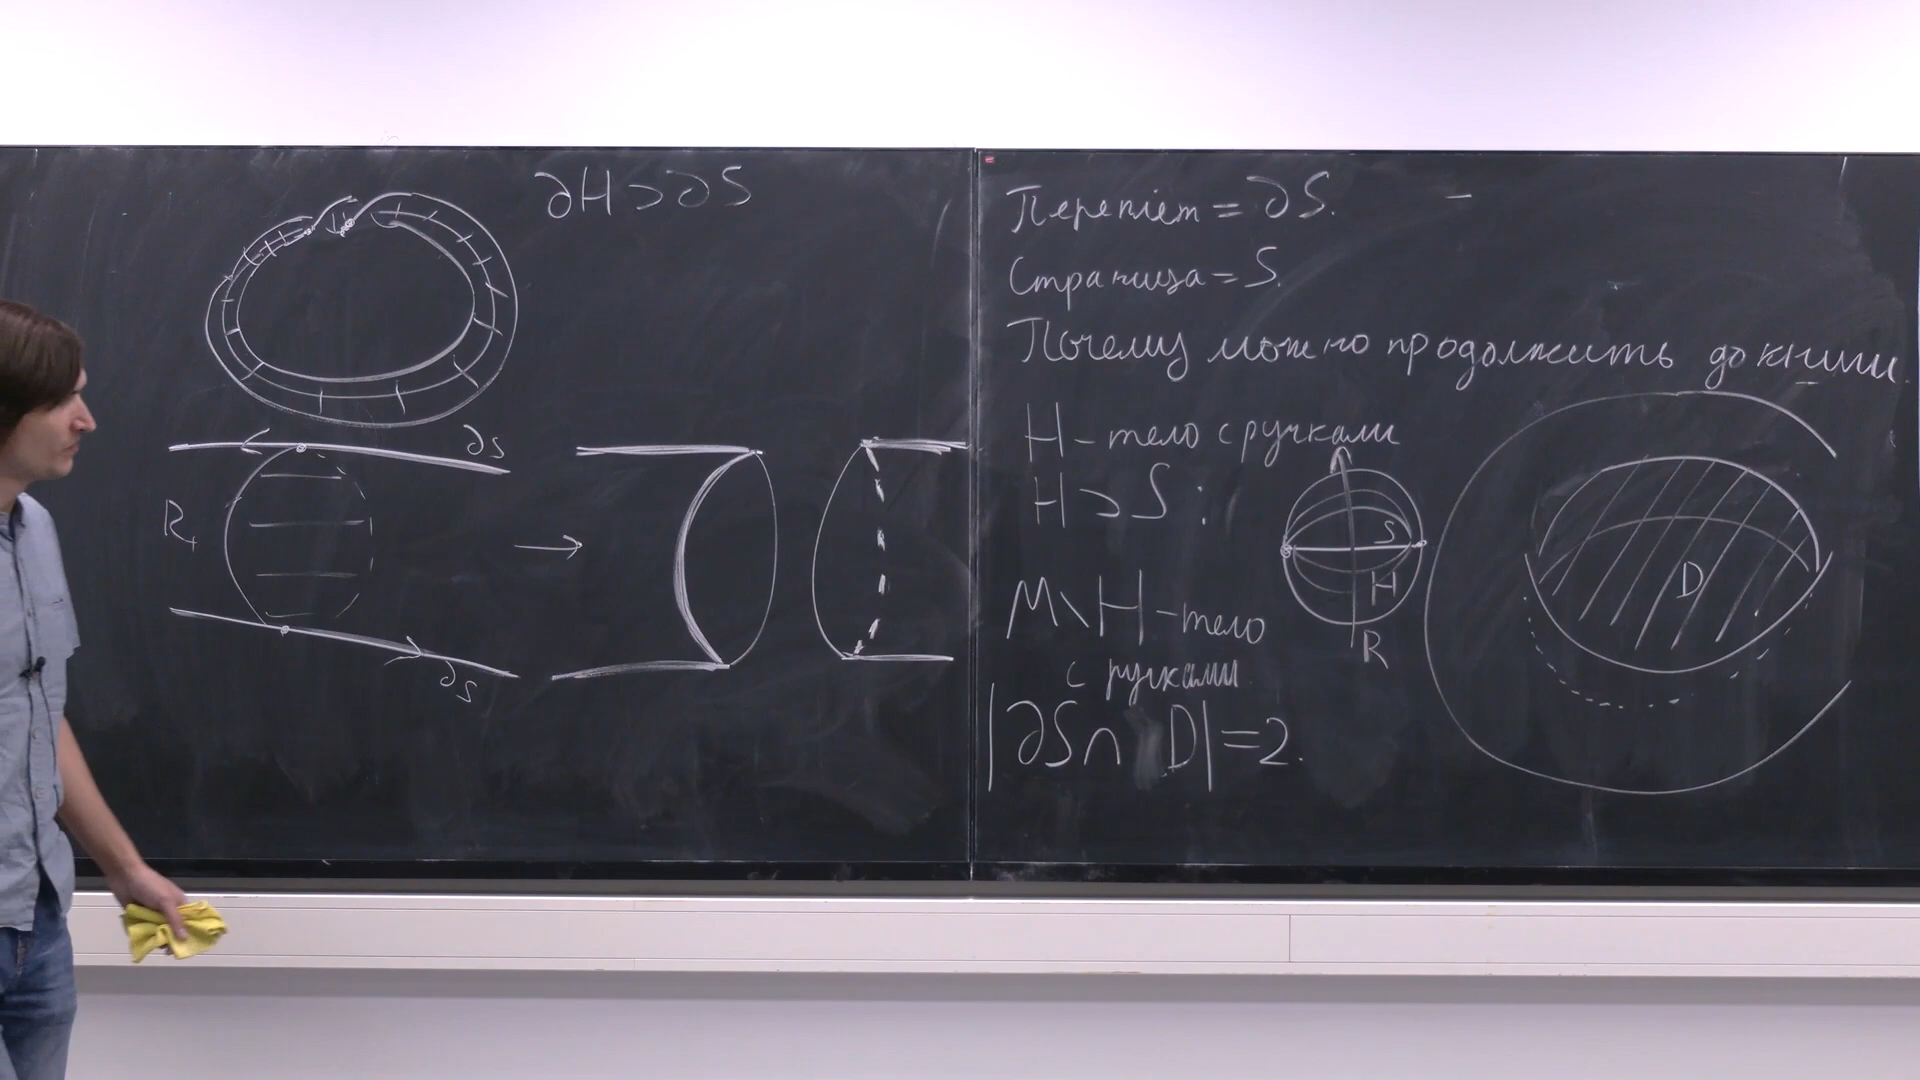 ∂H ⊃ ∂S
∂S
R
∂S
Переплёт = ∂S.
Страница = S.
Почему можно продолжить до книги.
H – тело с ручками
H ⊃ S :
S
H
R
M \ H – тело
с ручками.
|∂S ∩ D| = 2.
D